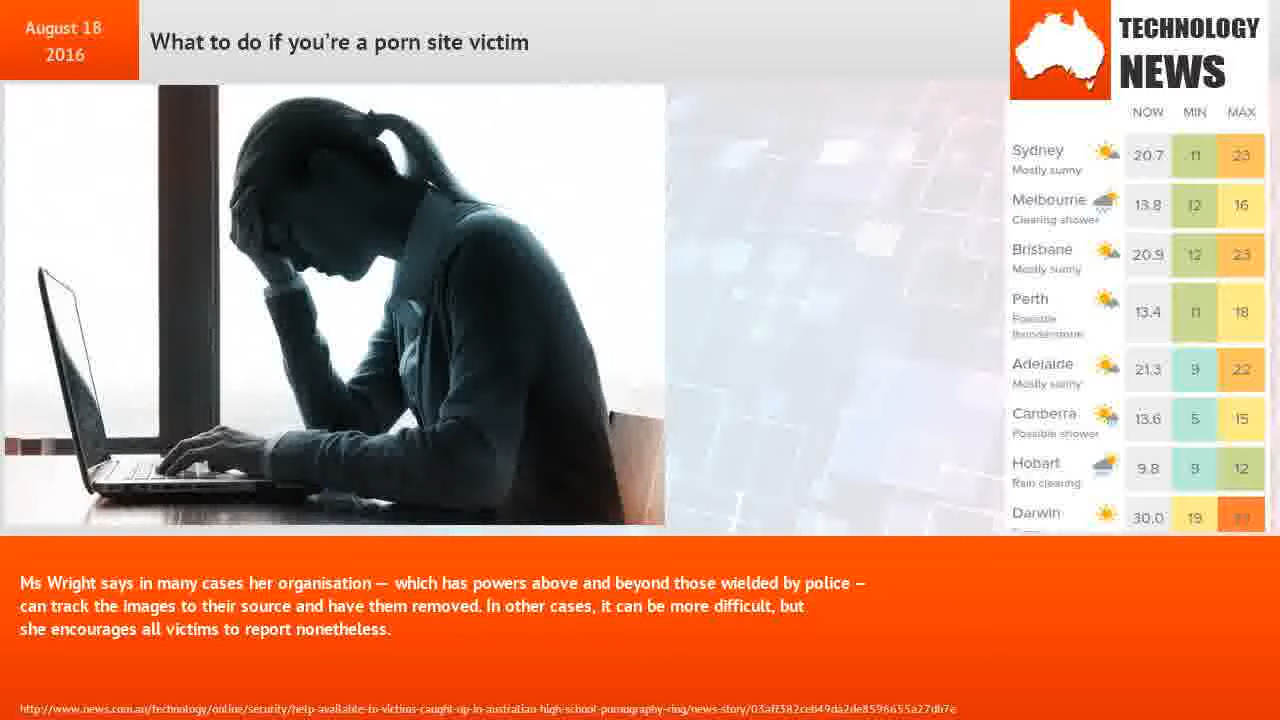 August 18
2016
What to do if you’re a porn site victim
TECHNOLOGY
NEWS
NOW MIN MAX
Sydney 20.7 11 23
Mostly sunny
Melbourne 13.8 12 16
Clearing shower
Brisbane 20.9 12 23
Mostly sunny
Perth 13.4 11 18
Possible
thunderstorm
Adelaide 21.3 9 22
Mostly sunny
Canberra 13.6 5 15
Possible shower
Hobart 9.8 9 12
Rain clearing
Darwin 30.0 19
Ms Wright says in many cases her organisation — which has powers above and beyond those wielded by police —
can track the images to their source and have them removed. In other cases, it can be more difficult, but
she encourages all victims to report nonetheless.
http://www.news.com.au/technology/online/security/help-available-to-victims-caught-up-in-australian-high-school-pornography-ring/news-story/